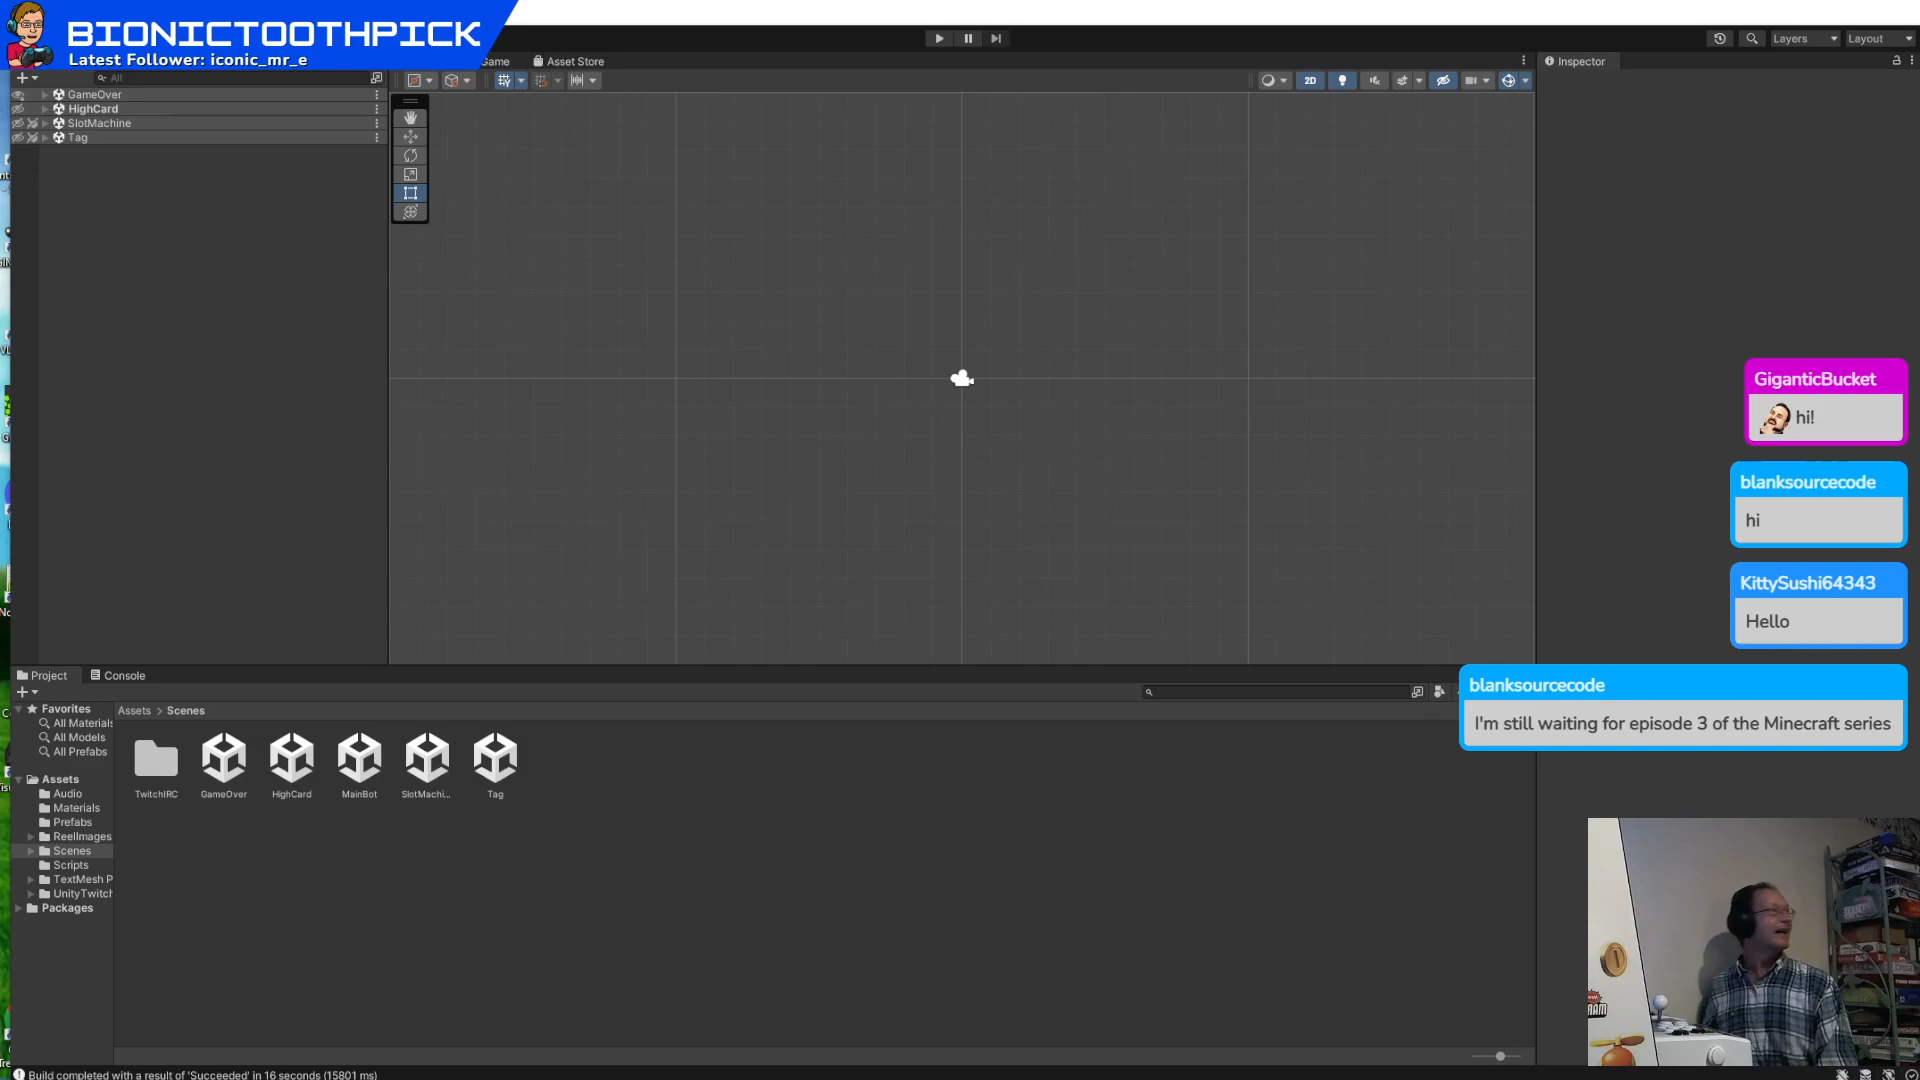 BIONICTOOTHPICK
Latest Follower: iconic_mr_e
Layers
Layout
Game
Asset Store
Inspector
All
2D
GameOver
HighCard
SlotMachine
Tag
GiganticBucket
hi!
blanksourcecode
hi
KittySushi64343
Hello
blanksourcecode
I'm still waiting for episode 3 of the Minecraft series
Project
Console
Favorites
All Materials
All Models
All Prefabs
Assets
Audio
Materials
Prefabs
ReelImages
Scenes
Scripts
TextMesh P
UnityTwitch
Packages
Assets > Scenes
TwitchIRC
GameOver
HighCard
MainBot
SlotMachi...
Tag
Build completed with a result of 'Succeeded' in 16 seconds (15801 ms)